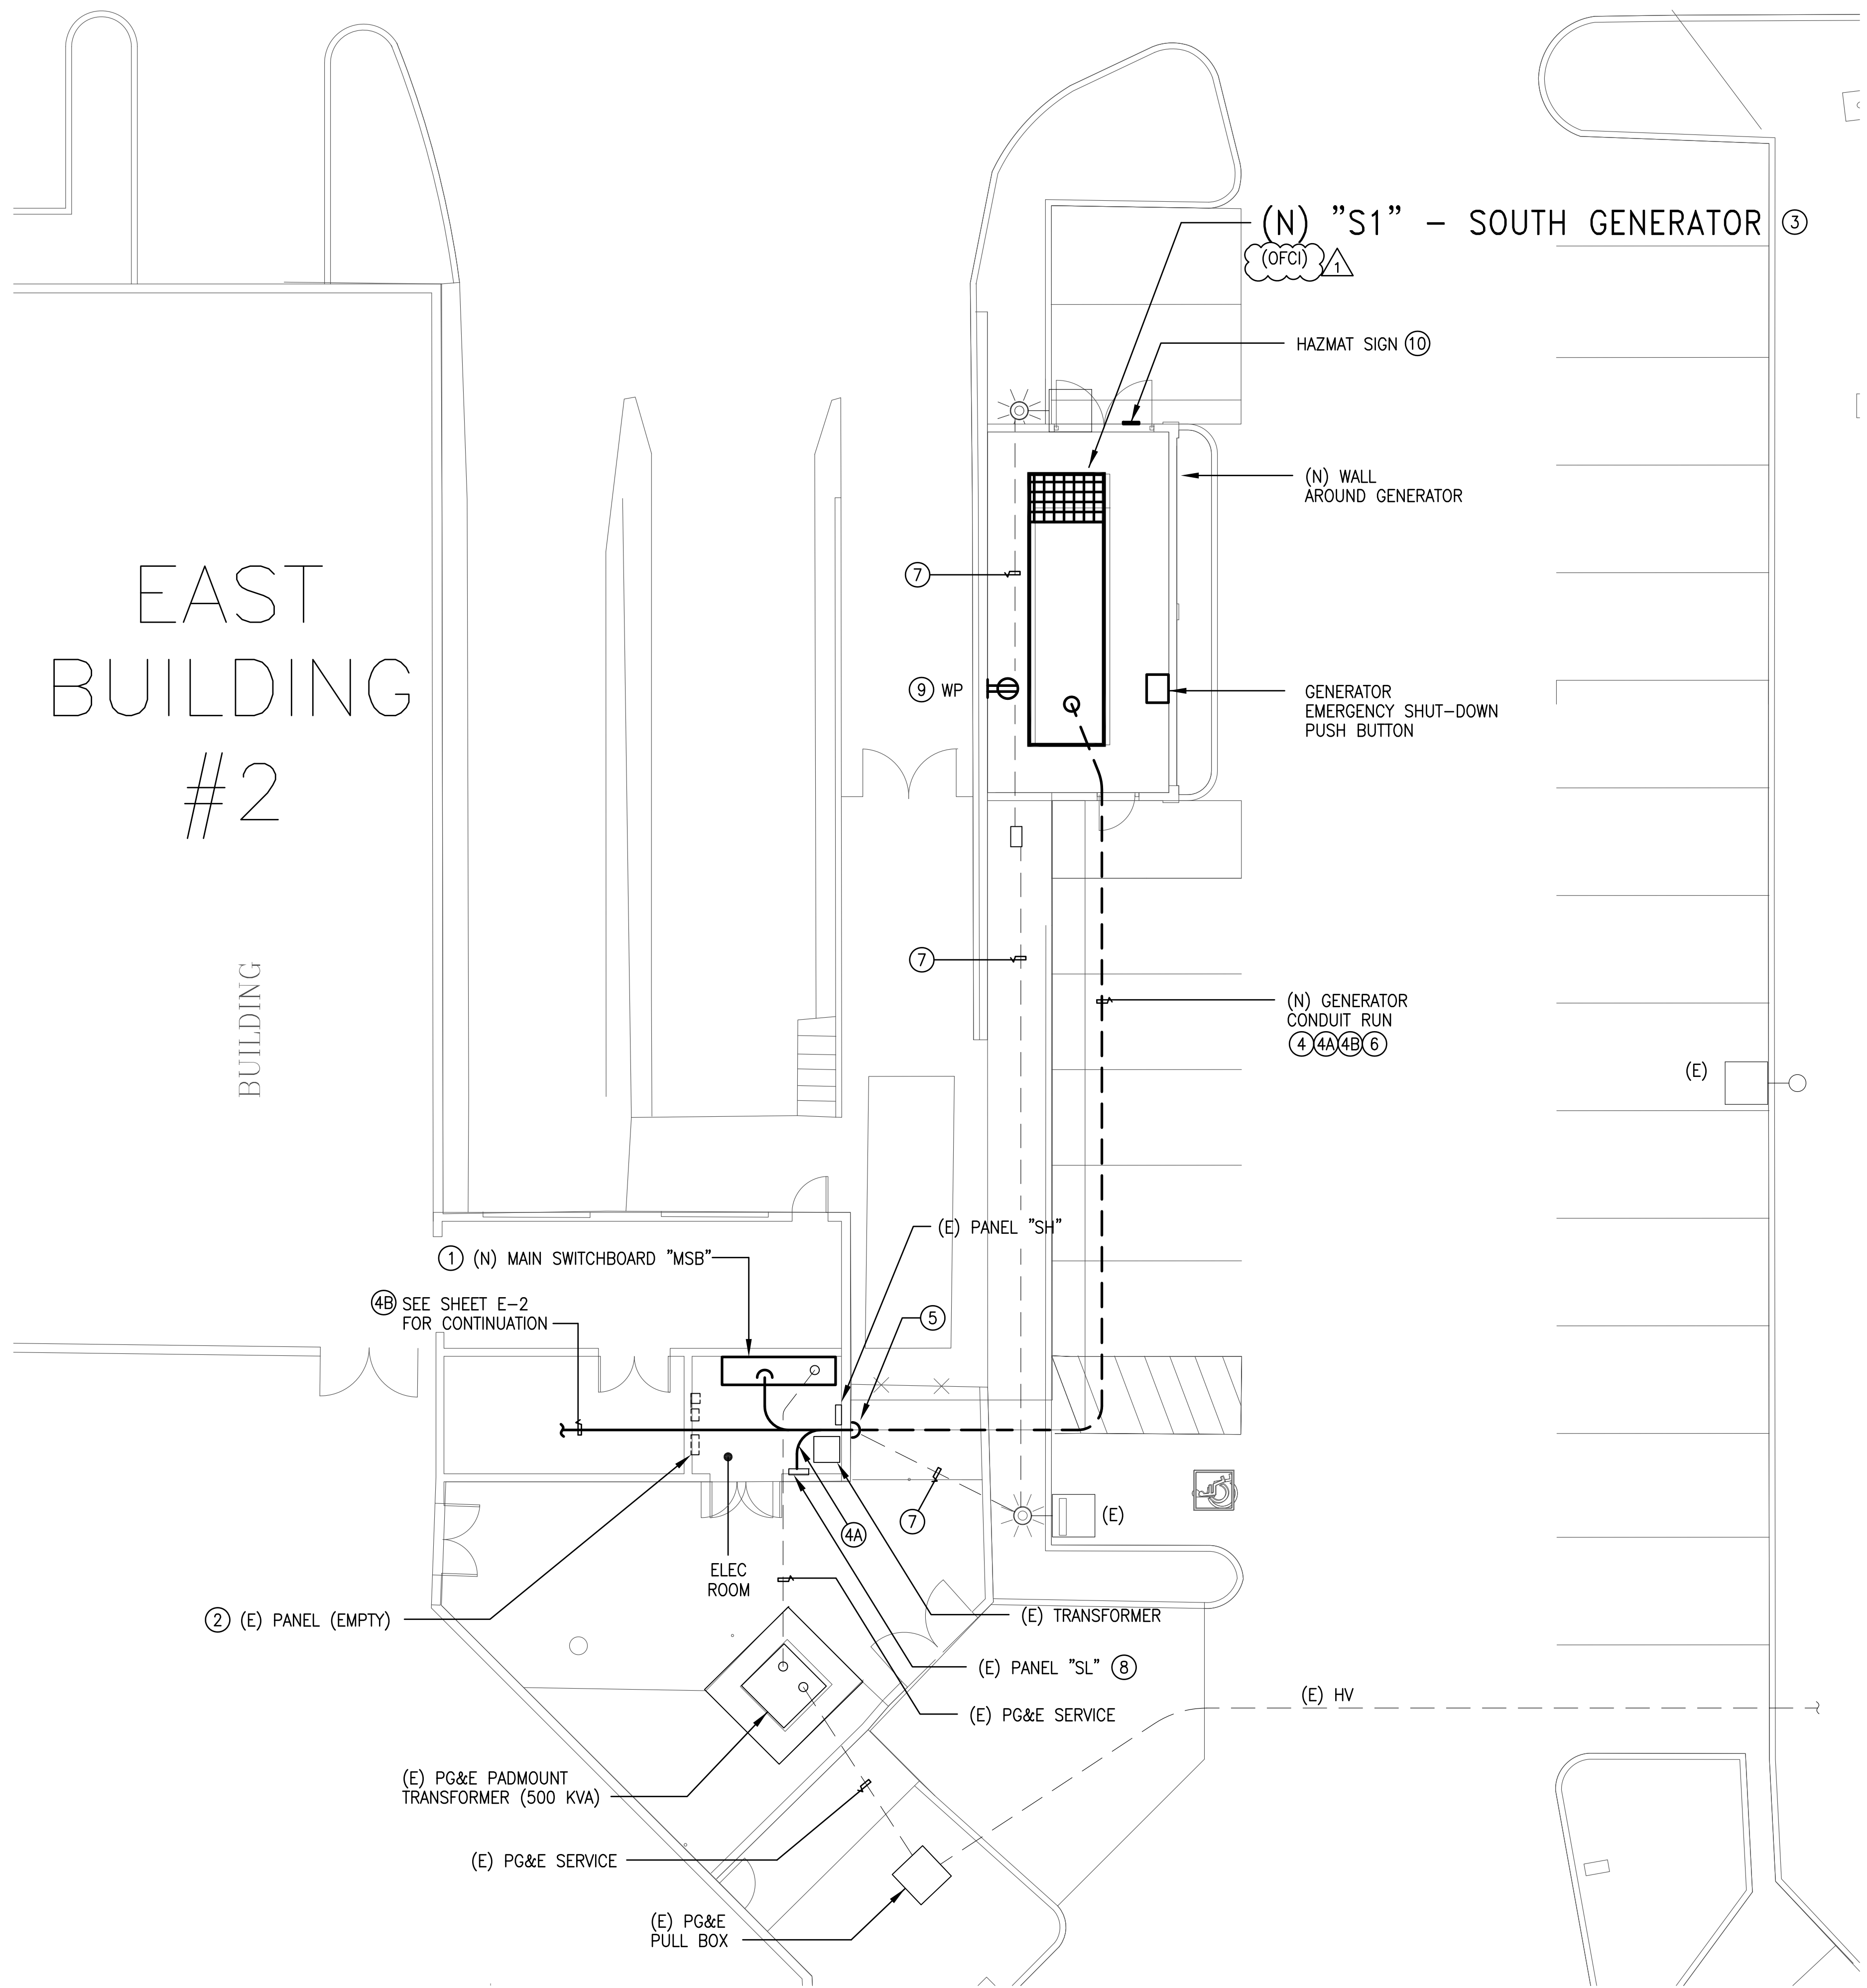 (N) "S1" – SOUTH GENERATOR 3
(OFCI) 1
HAZMAT SIGN 10
(N) WALL
AROUND GENERATOR
EAST
BUILDING
#2
7
9 WP
GENERATOR
EMERGENCY SHUT-DOWN
PUSH BUTTON
7
BUILDING
(N) GENERATOR
CONDUIT RUN
4 4A 4B 6
(E)
(E) PANEL "SH"
1 (N) MAIN SWITCHBOARD "MSB"
4B SEE SHEET E-2
FOR CONTINUATION
5
7
(E)
4A
ELEC
ROOM
2 (E) PANEL (EMPTY)
(E) TRANSFORMER
(E) PANEL "SL" 8
(E) PG&E SERVICE
(E) HV
(E) PG&E PADMOUNT
TRANSFORMER (500 KVA)
(E) PG&E SERVICE
(E) PG&E
PULL BOX